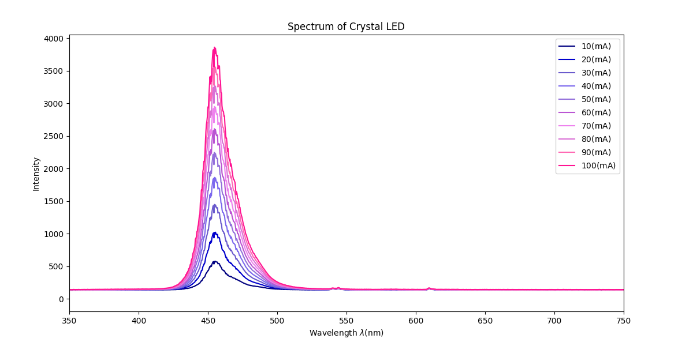 Spectrum of Crystal LED
4000
3500
3000
2500
2000
1500
1000
500
0
Intensity
10(mA)
20(mA)
30(mA)
40(mA)
50(mA)
60(mA)
70(mA)
80(mA)
90(mA)
100(mA)
350 400 450 500 550 600 650 700 750
Wavelength λ(nm)